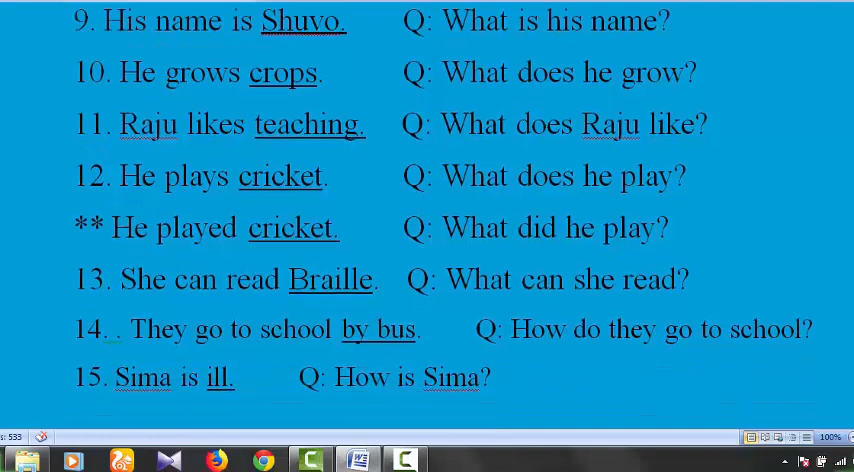 9. His name is Shuvo. Q: What is his name?
10. He grows crops. Q: What does he grow?
11. Raju likes teaching. Q: What does Raju like?
12. He plays cricket. Q: What does he play?
** He played cricket. Q: What did he play?
13. She can read Braille. Q: What can she read?
14. . They go to school by bus. Q: How do they go to school?
15. Sima is ill. Q: How is Sima?
s: 533 100%